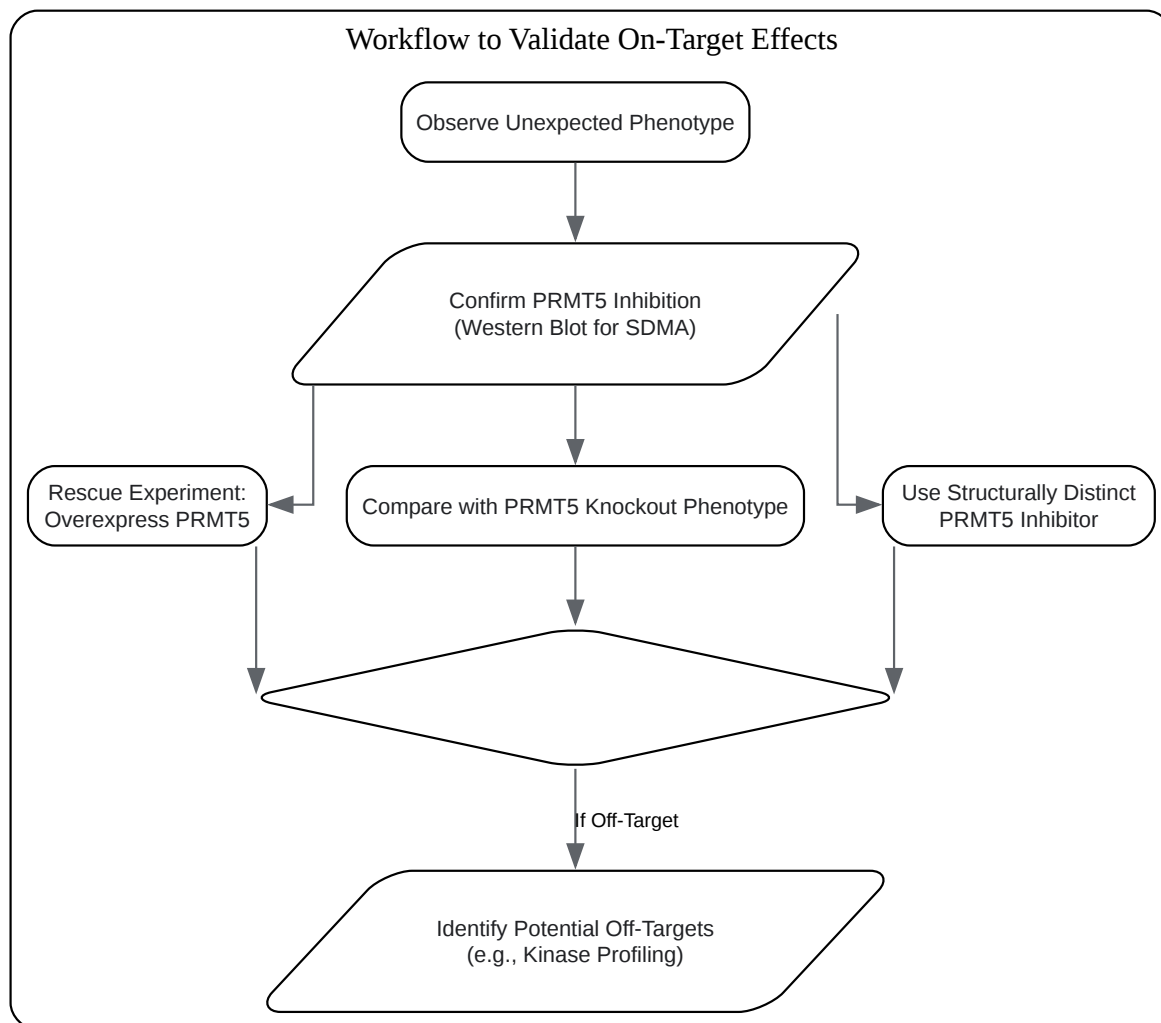 Workflow to Validate On-Target Effects
Observe Unexpected Phenotype
Confirm PRMT5 Inhibition
(Western Blot for SDMA)
Rescue Experiment:
Overexpress PRMT5
Compare with PRMT5 Knockout Phenotype
Use Structurally Distinct
PRMT5 Inhibitor
If Off-Target
Identify Potential Off-Targets
(e.g., Kinase Profiling)